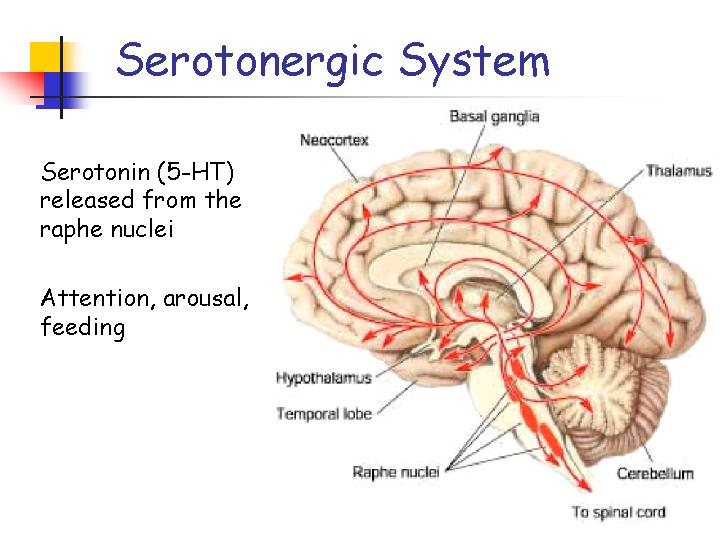 Serotonergic System
Serotonin (5-HT)
released from the
raphe nuclei
Attention, arousal,
feeding
Basal ganglia
Neocortex
Thalamus
Hypothalamus
Temporal lobe
Raphe nuclei
Cerebellum
To spinal cord